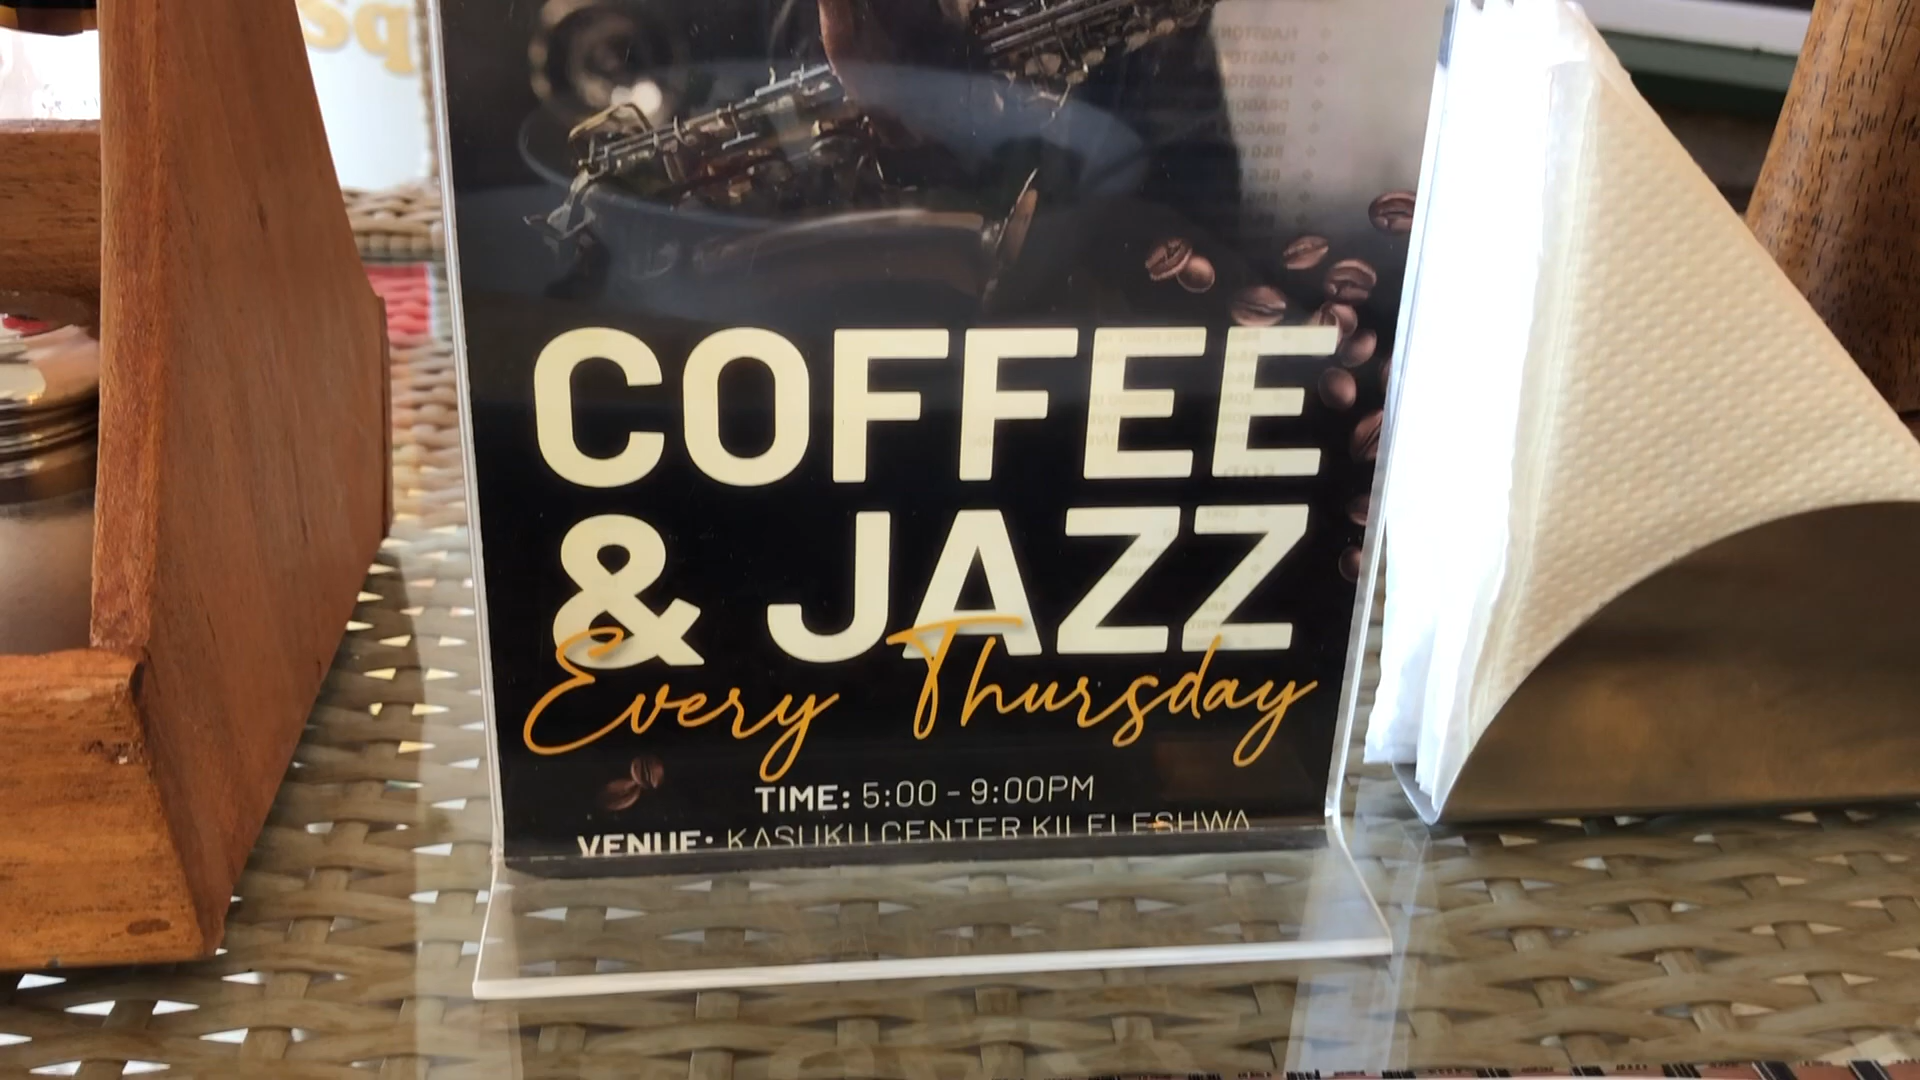 COFFEE
& JAZZ
Every Thursday
TIME: 5:00 - 9:00PM
VENUE: KASUKU CENTER KILELESHWA